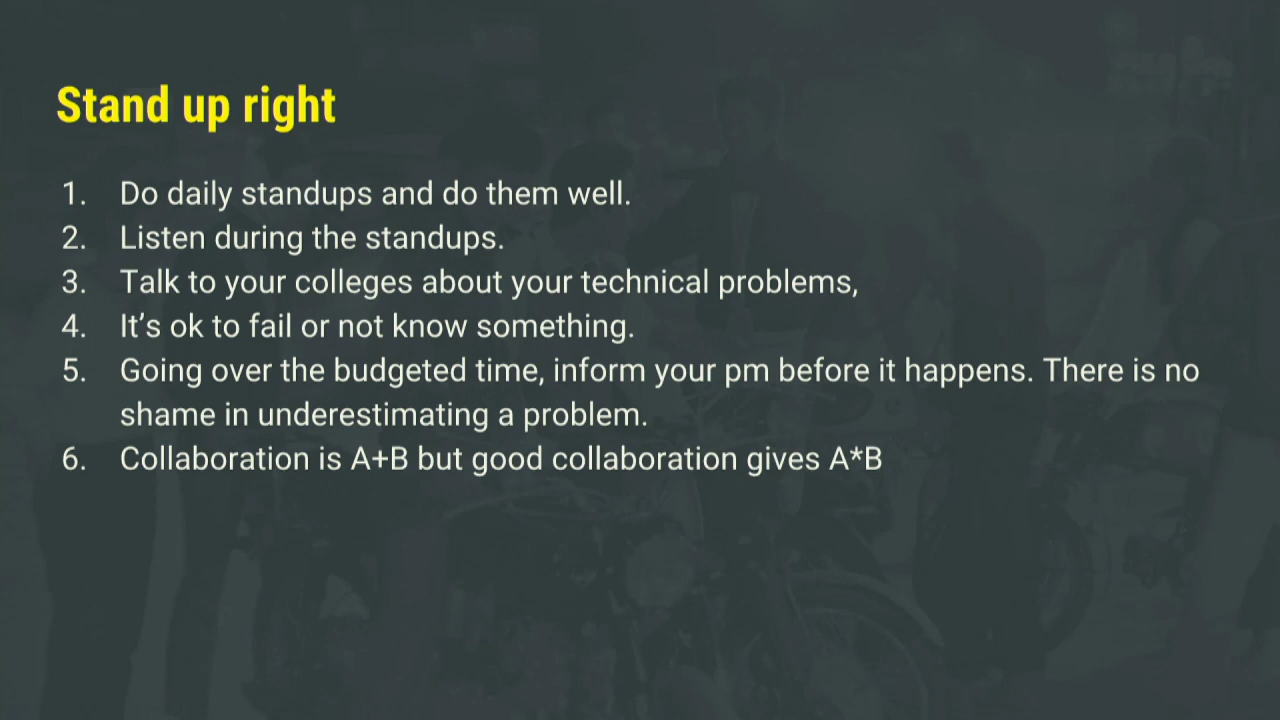 Stand up right
1. Do daily standups and do them well.
2. Listen during the standups.
3. Talk to your colleges about your technical problems,
4. It’s ok to fail or not know something.
5. Going over the budgeted time, inform your pm before it happens. There is no
shame in underestimating a problem.
6. Collaboration is A+B but good collaboration gives A*B